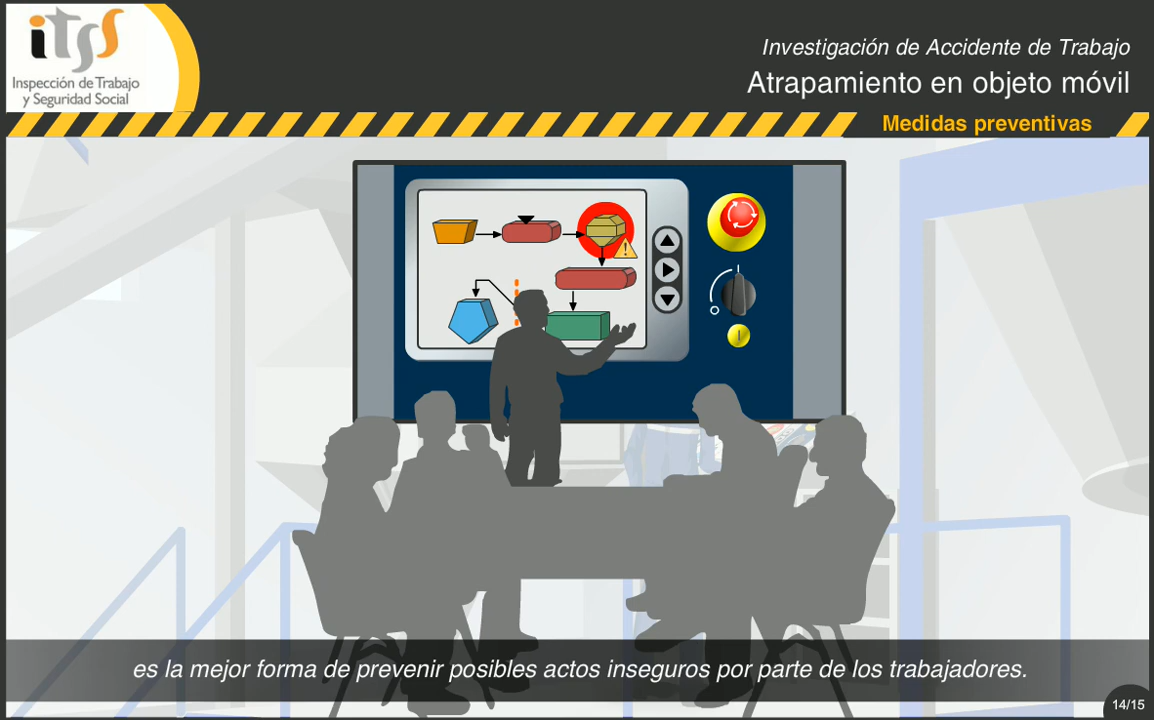 itss
Inspección de Trabajo
y Seguridad Social
Investigación de Accidente de Trabajo
Atrapamiento en objeto móvil
Medidas preventivas
!
!
es la mejor forma de prevenir posibles actos inseguros por parte de los trabajadores.
14/15